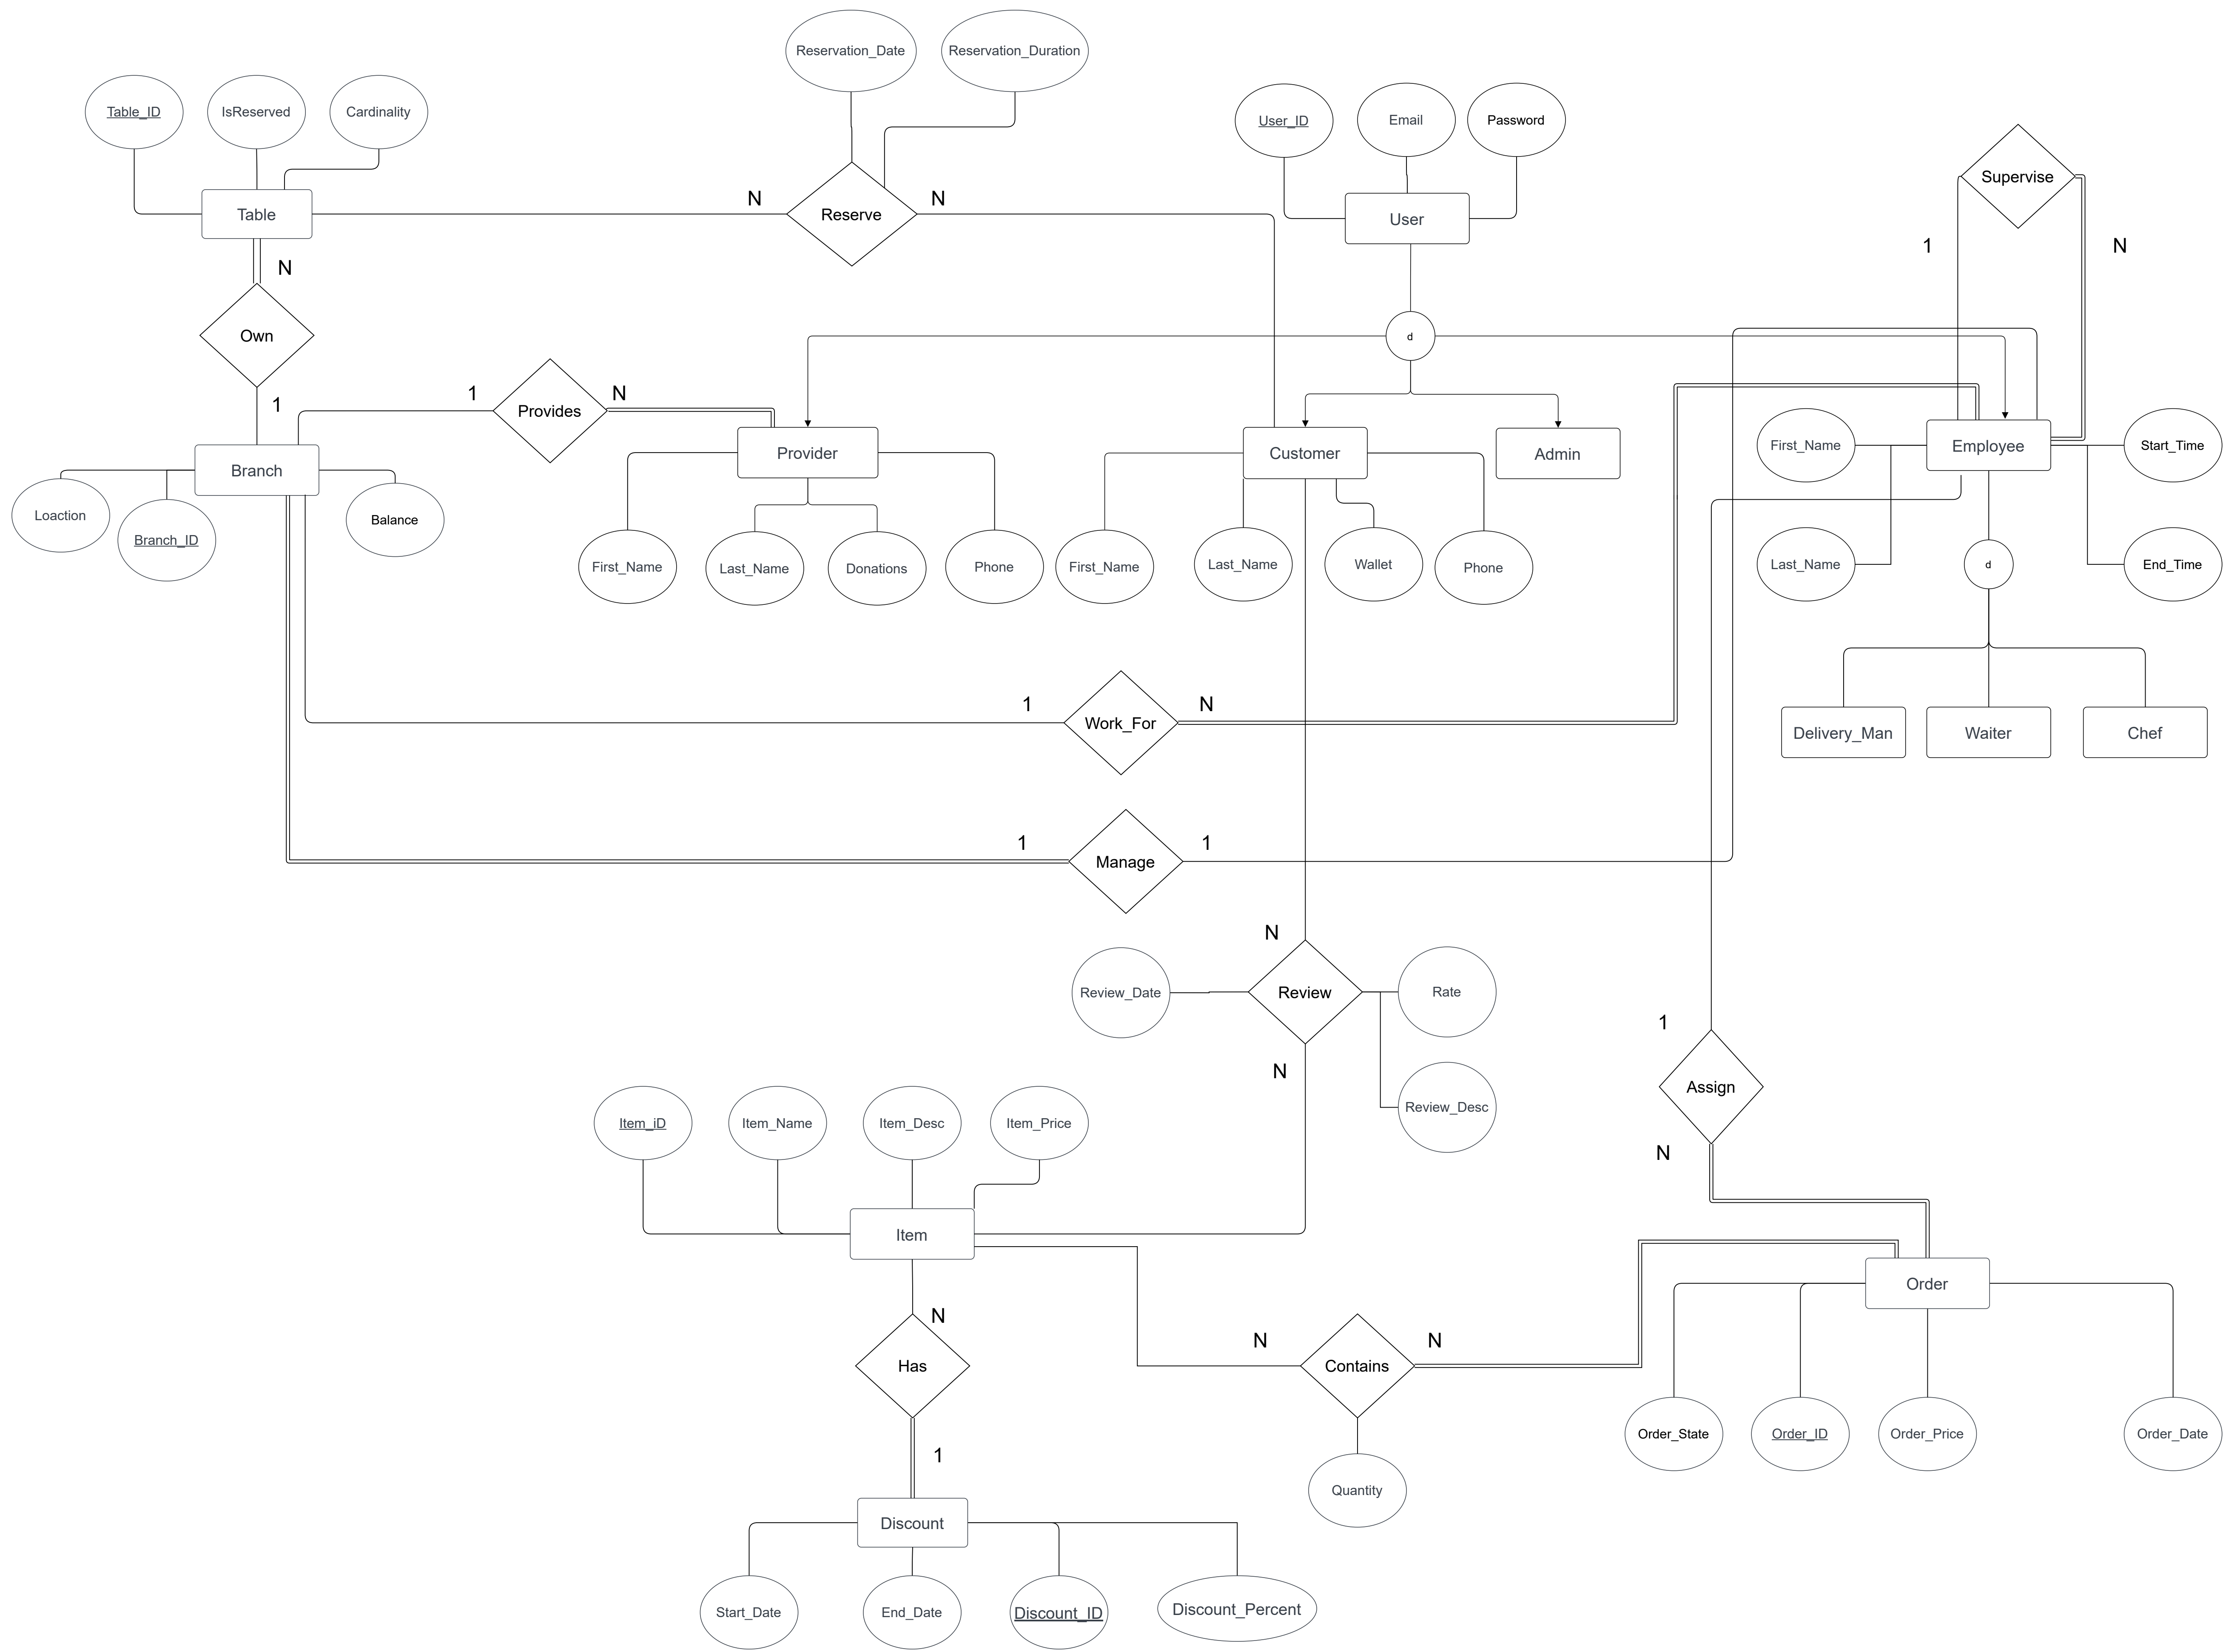 Reservation_Date
Reservation_Duration
Table_ID
IsReserved
Cardinality
User_ID
Email
Password
Supervise
Table
N
Reserve
N
User
1
N
N
Own
d
1
Provides
N
1
Branch
Provider
Customer
Admin
First_Name
Employee
Start_Time
Loaction
Branch_ID
Balance
First_Name
Last_Name
Donations
Phone
First_Name
Last_Name
Wallet
Phone
Last_Name
d
End_Time
1
Work_For
N
Delivery_Man
Waiter
Chef
1
Manage
1
N
Review_Date
Review
Rate
1
N
Assign
Item_iD
Item_Name
Item_Desc
Item_Price
Review_Desc
N
Item
Order
N
Has
N
Contains
N
1
Order_State
Order_ID
Order_Price
Order_Date
Quantity
Discount
Start_Date
End_Date
Discount_ID
Discount_Percent